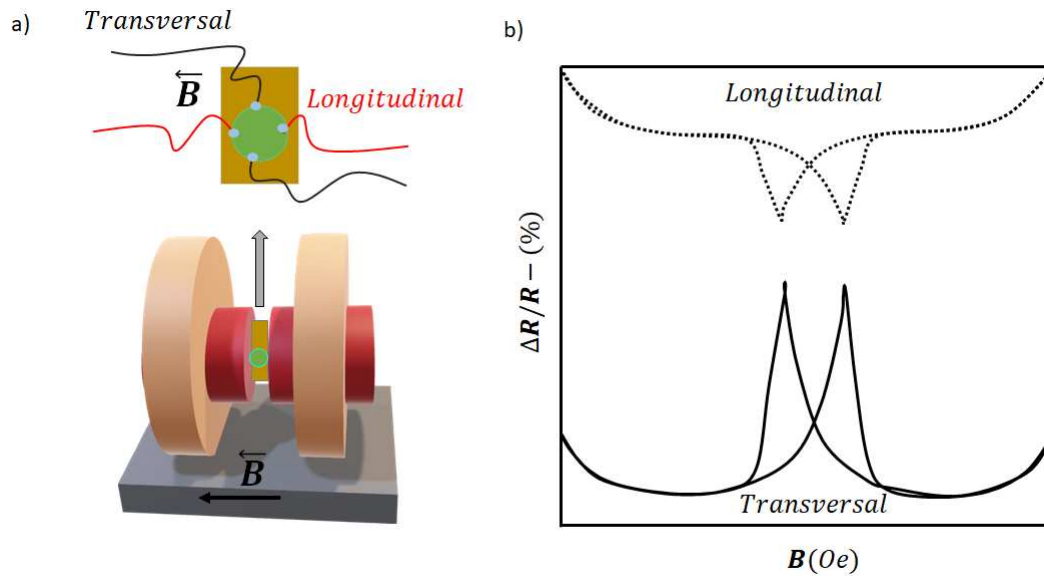 a)
Transversal
B
Longitudinal
B
b)
Longitudinal
ΔR/R − (%)
Transversal
B(Oe)